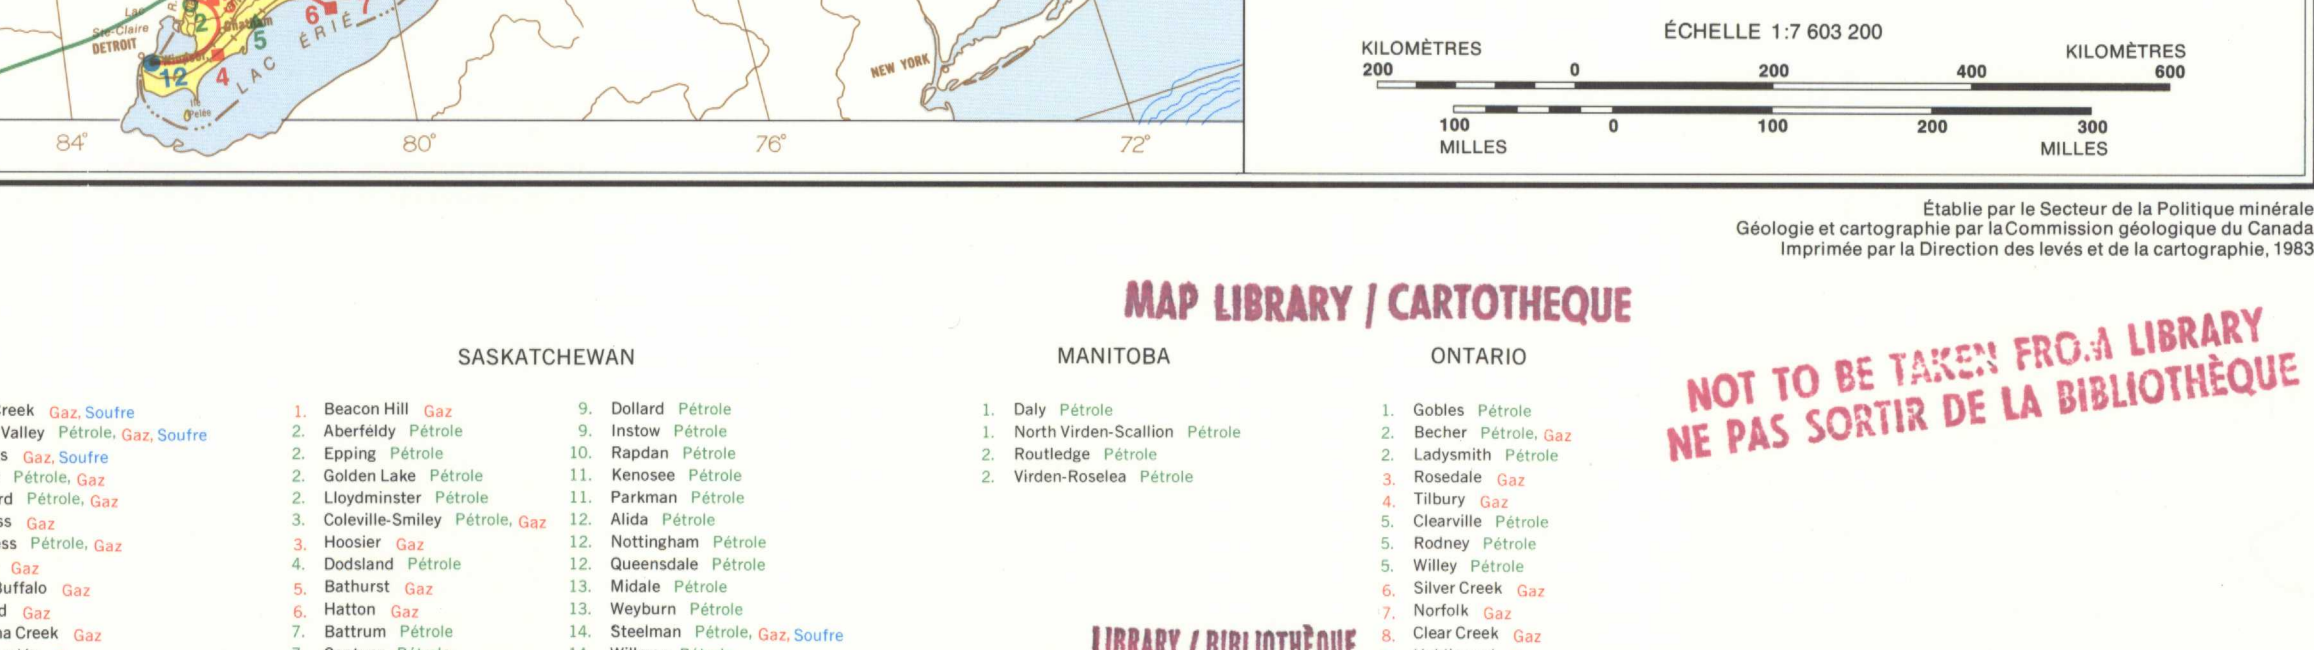 Lac
Ste-Claire
DETROIT
2
5
6
7
12
4
LAC ÉRIÉ
Ile
Pelée
NEW YORK
84°
80°
76°
72°
ÉCHELLE 1:7 603 200
KILOMÈTRES
KILOMÈTRES
200 0 200 400 600
100 0 100 200 300
MILLES
MILLES
Établie par le Secteur de la Politique minérale
Géologie et cartographie par la Commission géologique du Canada
Imprimée par la Direction des levés et de la cartographie, 1983
MAP LIBRARY / CARTOTHEQUE
NOT TO BE TAKEN FROM LIBRARY
NE PAS SORTIR DE LA BIBLIOTHÈQUE
reek Gaz, Soufre
Valley Pétrole, Gaz, Soufre
s Gaz, Soufre
Pétrole, Gaz
rd Pétrole, Gaz
ss Gaz
ess Pétrole, Gaz
Gaz
Buffalo Gaz
d Gaz
na Creek Gaz
SASKATCHEWAN
1. Beacon Hill Gaz
2. Aberfeldy Pétrole
2. Epping Pétrole
2. Golden Lake Pétrole
2. Lloydminster Pétrole
3. Coleville-Smiley Pétrole, Gaz
3. Hoosier Gaz
4. Dodsland Pétrole
5. Bathurst Gaz
6. Hatton Gaz
7. Battrum Pétrole
9. Dollard Pétrole
9. Instow Pétrole
10. Rapdan Pétrole
11. Kenosee Pétrole
11. Parkman Pétrole
12. Alida Pétrole
12. Nottingham Pétrole
12. Queensdale Pétrole
13. Midale Pétrole
13. Weyburn Pétrole
14. Steelman Pétrole, Gaz, Soufre
MANITOBA
1. Daly Pétrole
1. North Virden-Scallion Pétrole
2. Routledge Pétrole
2. Virden-Roselea Pétrole
LIBRARY / BIBLIOTHÈQUE
ONTARIO
1. Gobles Pétrole
2. Becher Pétrole, Gaz
2. Ladysmith Pétrole
3. Rosedale Gaz
4. Tilbury Gaz
5. Clearville Pétrole
5. Rodney Pétrole
5. Willey Pétrole
6. Silver Creek Gaz
7. Norfolk Gaz
8. Clear Creek Gaz